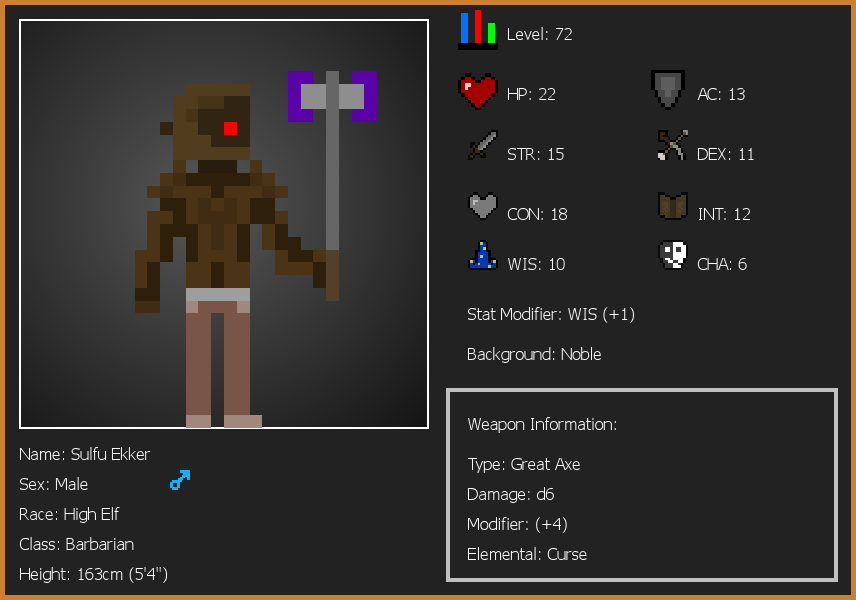 Level: 72
HP: 22
AC: 13
STR: 15
DEX: 11
CON: 18
INT: 12
WIS: 10
CHA: 6
Stat Modifier: WIS (+1)
Background: Noble
Weapon Information:
Type: Great Axe
Damage: d6
Modifier: (+4)
Elemental: Curse
Name: Sulfu Ekker
Sex: Male
Race: High Elf
Class: Barbarian
Height: 163cm (5'4")